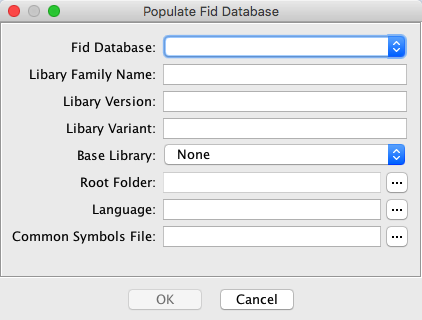 Populate Fid Database
Fid Database:
Libary Family Name:
Libary Version:
Libary Variant:
Base Library: None
Root Folder: ...
Language: ...
Common Symbols File: ...
OK Cancel